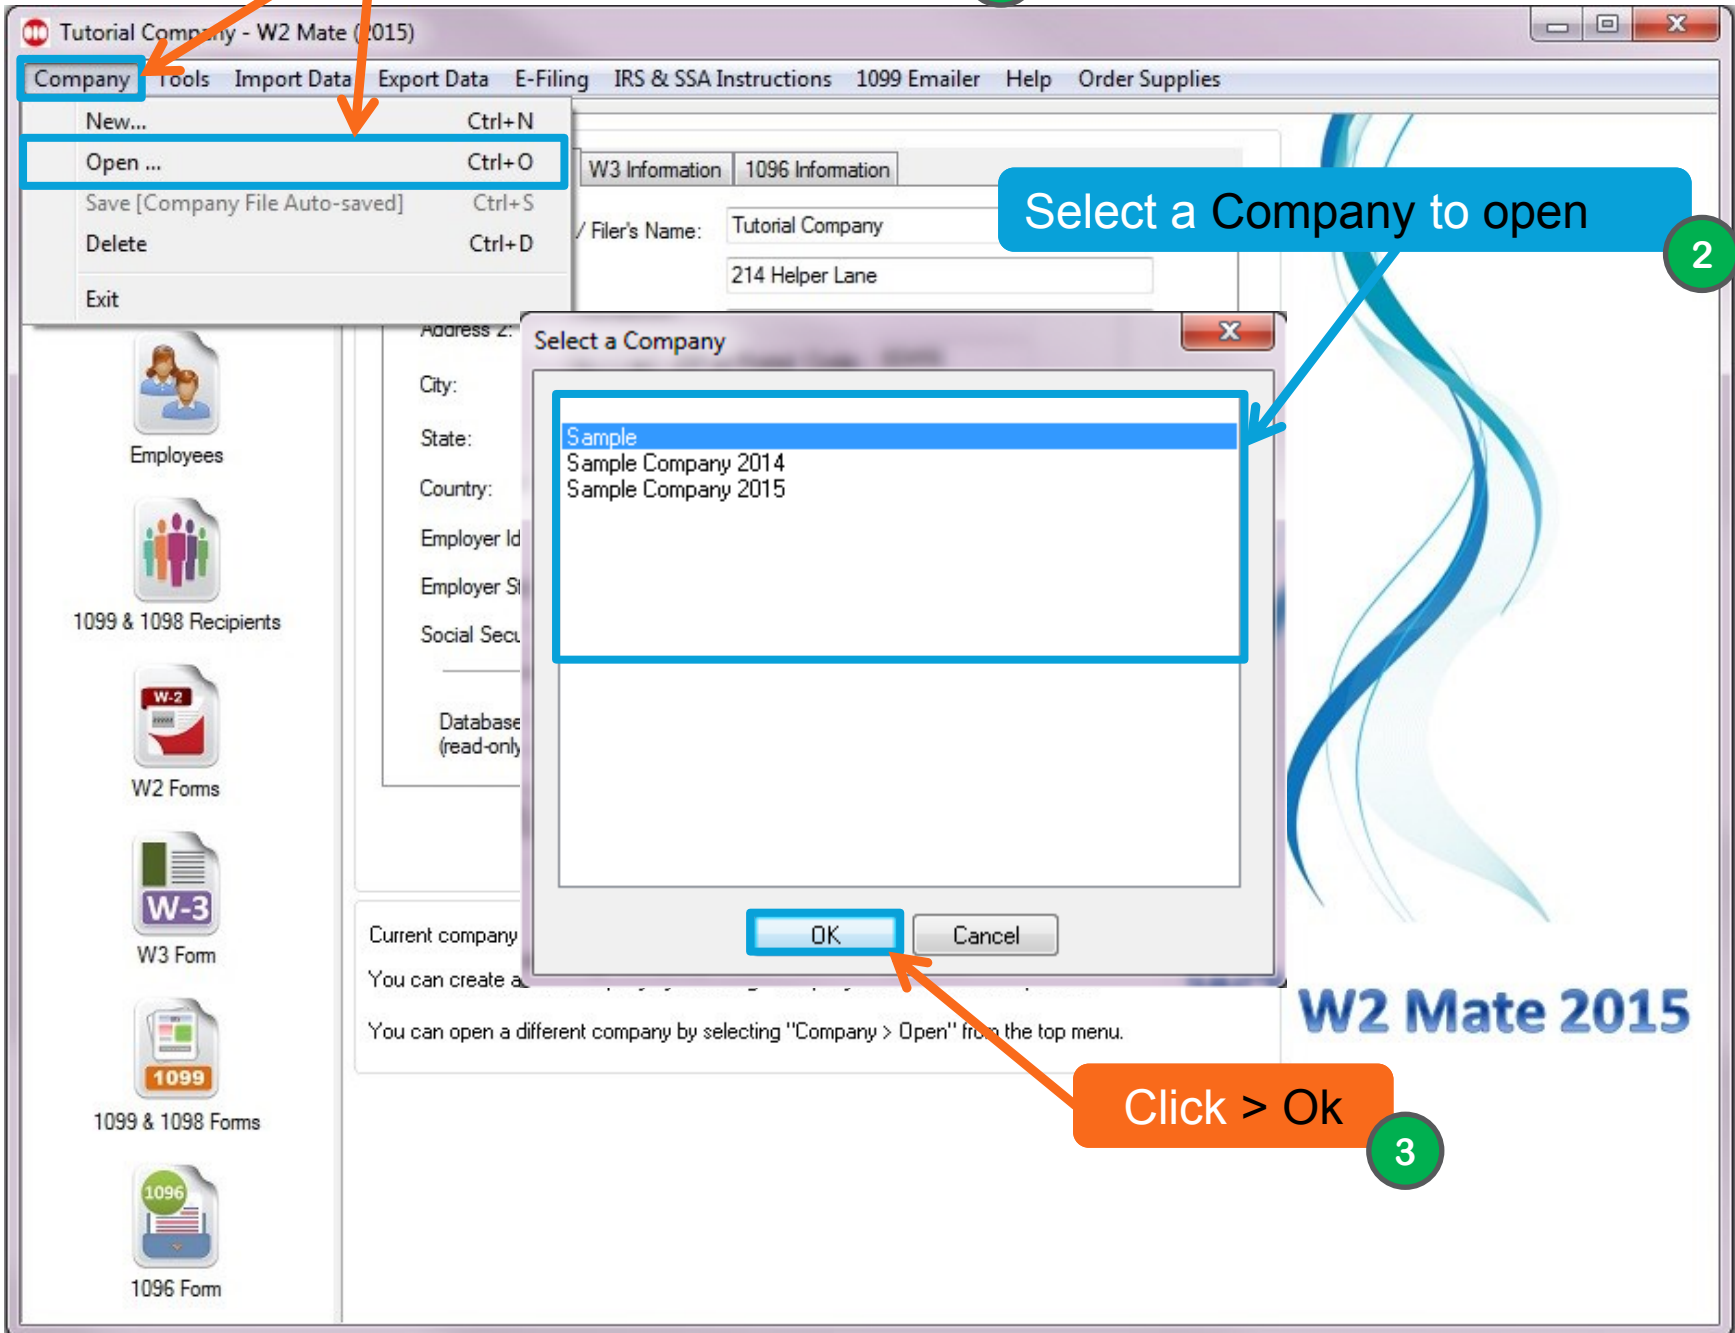 Tutorial Company - W2 Mate (2015)
Company Tools Import Data Export Data E-Filing IRS & SSA Instructions 1099 Emailer Help Order Supplies
New... Ctrl+N
Open ... Ctrl+O
Save [Company File Auto-saved] Ctrl+S
Delete Ctrl+D
Exit
W3 Information 1096 Information
/ Filer's Name: Tutorial Company
214 Helper Lane
Address 2:
City:
State:
Country:
Employer Id
Employer St
Social Secu
Database
(read-only
Select a Company to open
2
Select a Company
Sample
Sample Company 2014
Sample Company 2015
OK Cancel
Employees
1099 & 1098 Recipients
W-2
W2 Forms
W-3
W3 Form
1099
1099 & 1098 Forms
1096
1096 Form
Current company
You can create a
You can open a different company by selecting "Company > Open" from the top menu.
W2 Mate 2015
Click > Ok
3